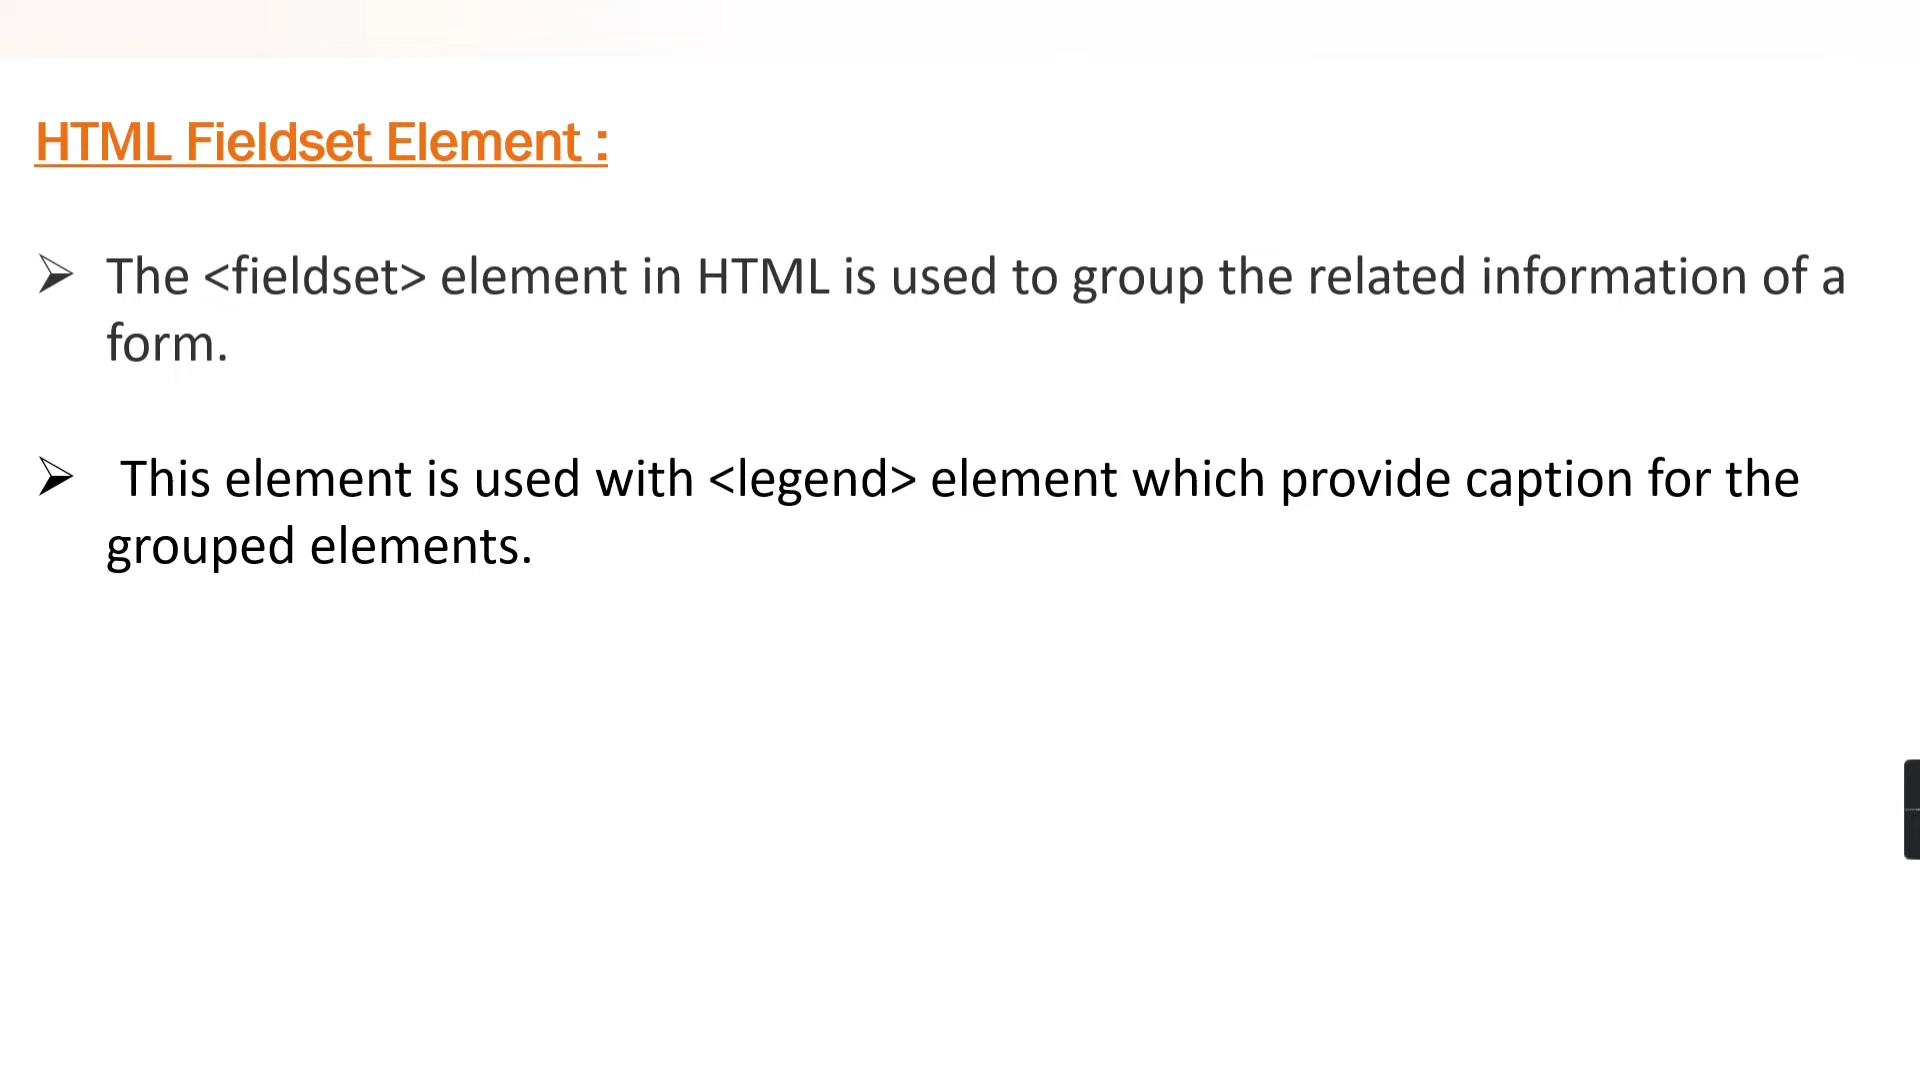 HTML Fieldset Element :
➢ The <fieldset> element in HTML is used to group the related information of a
form.
➢ This element is used with <legend> element which provide caption for the
grouped elements.